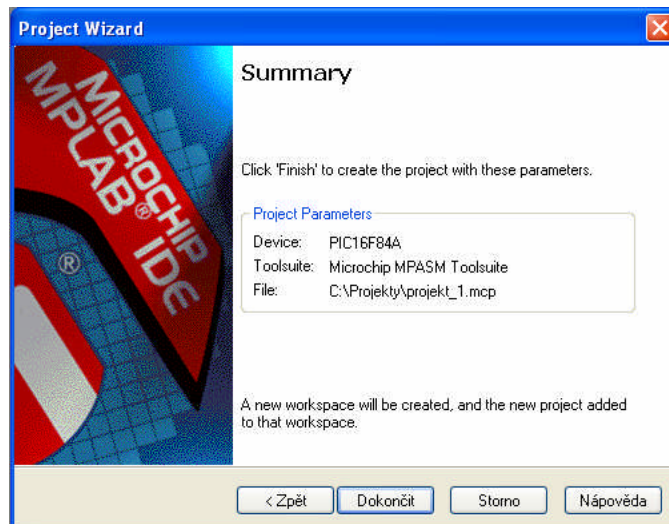 Project Wizard
MICROCHIP
MPLAB® IDE
®
Summary
Click 'Finish' to create the project with these parameters.
Project Parameters
Device: PIC16F84A
Toolsuite: Microchip MPASM Toolsuite
File: C:\Projekty\projekt_1.mcp
A new workspace will be created, and the new project added
to that workspace.
< Zpět Dokončit Storno Nápověda